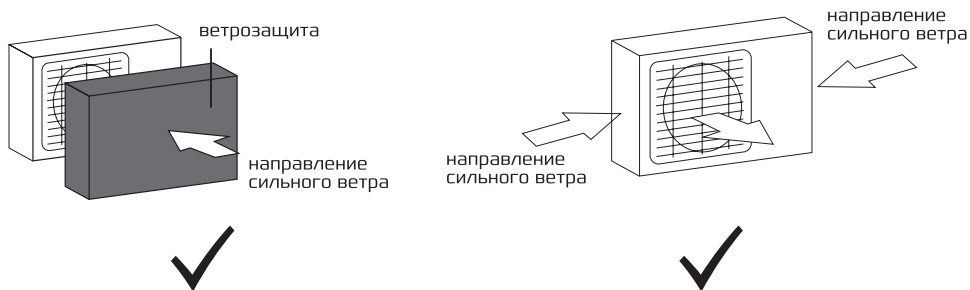 ветрозащита
направление
сильного ветра
направление
сильного ветра
направление
сильного ветра